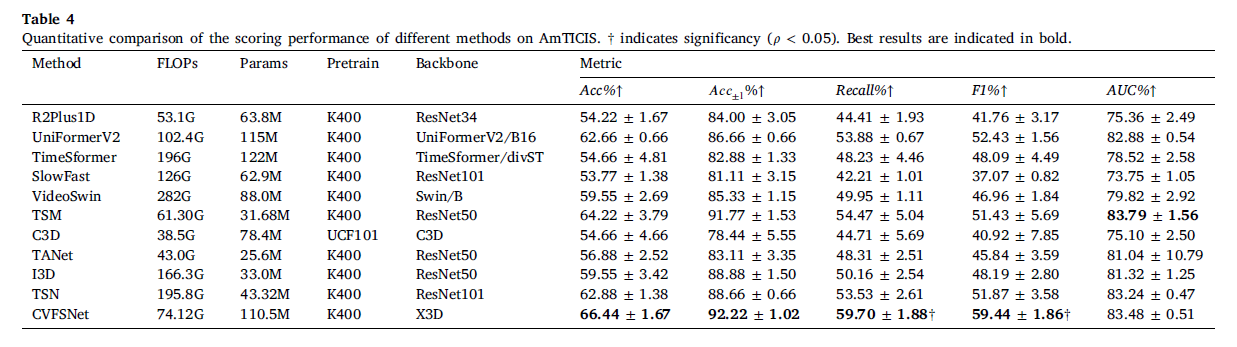 Table 4
Quantitative comparison of the scoring performance of different methods on AmTICIS. † indicates significancy (ρ < 0.05). Best results are indicated in bold.
Method FLOPs Params Pretrain Backbone Metric
Acc%↑ Acc±1%↑ Recall%↑ F1%↑ AUC%↑
R2Plus1D 53.1G 63.8M K400 ResNet34 54.22 ± 1.67 84.00 ± 3.05 44.41 ± 1.93 41.76 ± 3.17 75.36 ± 2.49
UniFormerV2 102.4G 115M K400 UniFormerV2/B16 62.66 ± 0.66 86.66 ± 0.66 53.88 ± 0.67 52.43 ± 1.56 82.88 ± 0.54
TimeSformer 196G 122M K400 TimeSformer/divST 54.66 ± 4.81 82.88 ± 1.33 48.23 ± 4.46 48.09 ± 4.49 78.52 ± 2.58
SlowFast 126G 62.9M K400 ResNet101 53.77 ± 1.38 81.11 ± 3.15 42.21 ± 1.01 37.07 ± 0.82 73.75 ± 1.05
VideoSwin 282G 88.0M K400 Swin/B 59.55 ± 2.69 85.33 ± 1.15 49.95 ± 1.11 46.96 ± 1.84 79.82 ± 2.92
TSM 61.30G 31.68M K400 ResNet50 64.22 ± 3.79 91.77 ± 1.53 54.47 ± 5.04 51.43 ± 5.69 83.79 ± 1.56
C3D 38.5G 78.4M UCF101 C3D 54.66 ± 4.66 78.44 ± 5.55 44.71 ± 5.69 40.92 ± 7.85 75.10 ± 2.50
TANet 43.0G 25.6M K400 ResNet50 56.88 ± 2.52 83.11 ± 3.35 48.31 ± 2.51 45.84 ± 3.59 81.04 ± 10.79
I3D 166.3G 33.0M K400 ResNet50 59.55 ± 3.42 88.88 ± 1.50 50.16 ± 2.54 48.19 ± 2.80 81.32 ± 1.25
TSN 195.8G 43.32M K400 ResNet101 62.88 ± 1.38 88.66 ± 0.66 53.53 ± 2.61 51.87 ± 3.58 83.24 ± 0.47
CVFSNet 74.12G 110.5M K400 X3D 66.44 ± 1.67 92.22 ± 1.02 59.70 ± 1.88† 59.44 ± 1.86† 83.48 ± 0.51